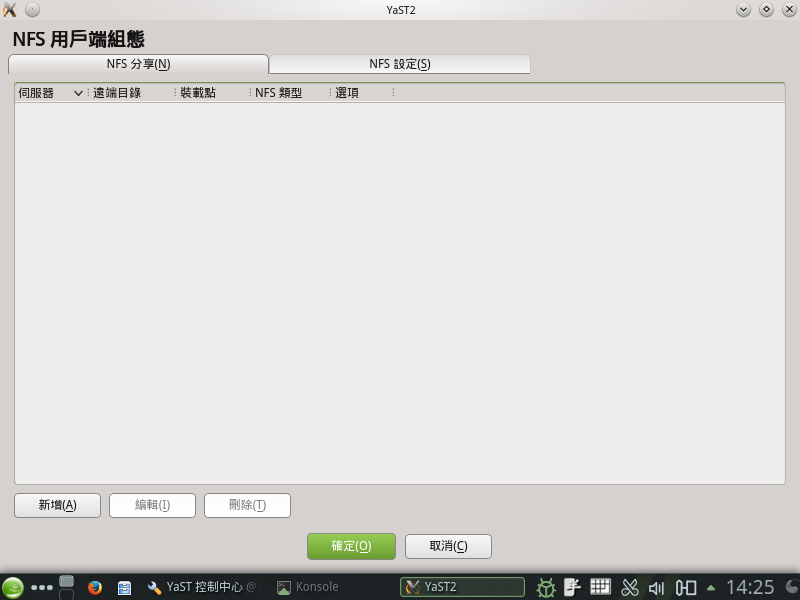 YaST2
NFS 用戶端組態
NFS 分享(N)
NFS 設定(S)
伺服器 遠端目錄 裝載點 NFS 類型 選項
新增(A) 編輯(I) 刪除(T)
確定(O) 取消(C)
YaST 控制中心 @ Konsole YaST2 14:25